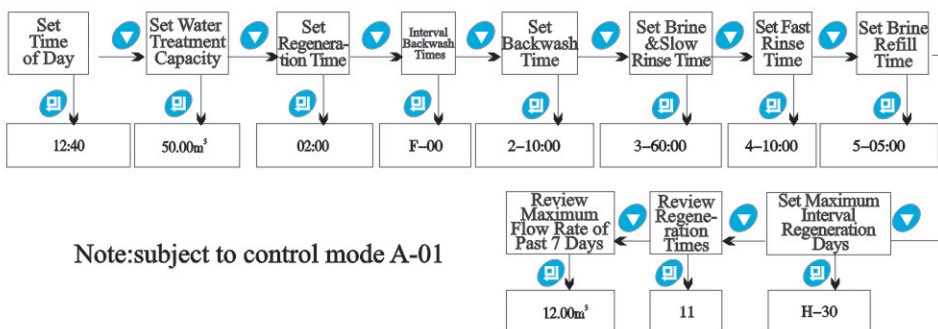 Set
Time
of Day
Set Water
Treatment
Capacity
Set
Regenera-
tion Time
Interval
Backwash
Times
Set
Backwash
Time
Set Brine
&Slow
Rinse Time
Set Fast
Rinse
Time
Set Brine
Refill
Time
12:40
50.00m³
02:00
F-00
2-10:00
3-60:00
4-10:00
5-05:00
Review
Maximum
Flow Rate of
Past 7 Days
Review
Regene-
ration
Times
Set Maximum
Interval
Regeneration
Days
Note:subject to control mode A-01
12.00m³
11
H-30